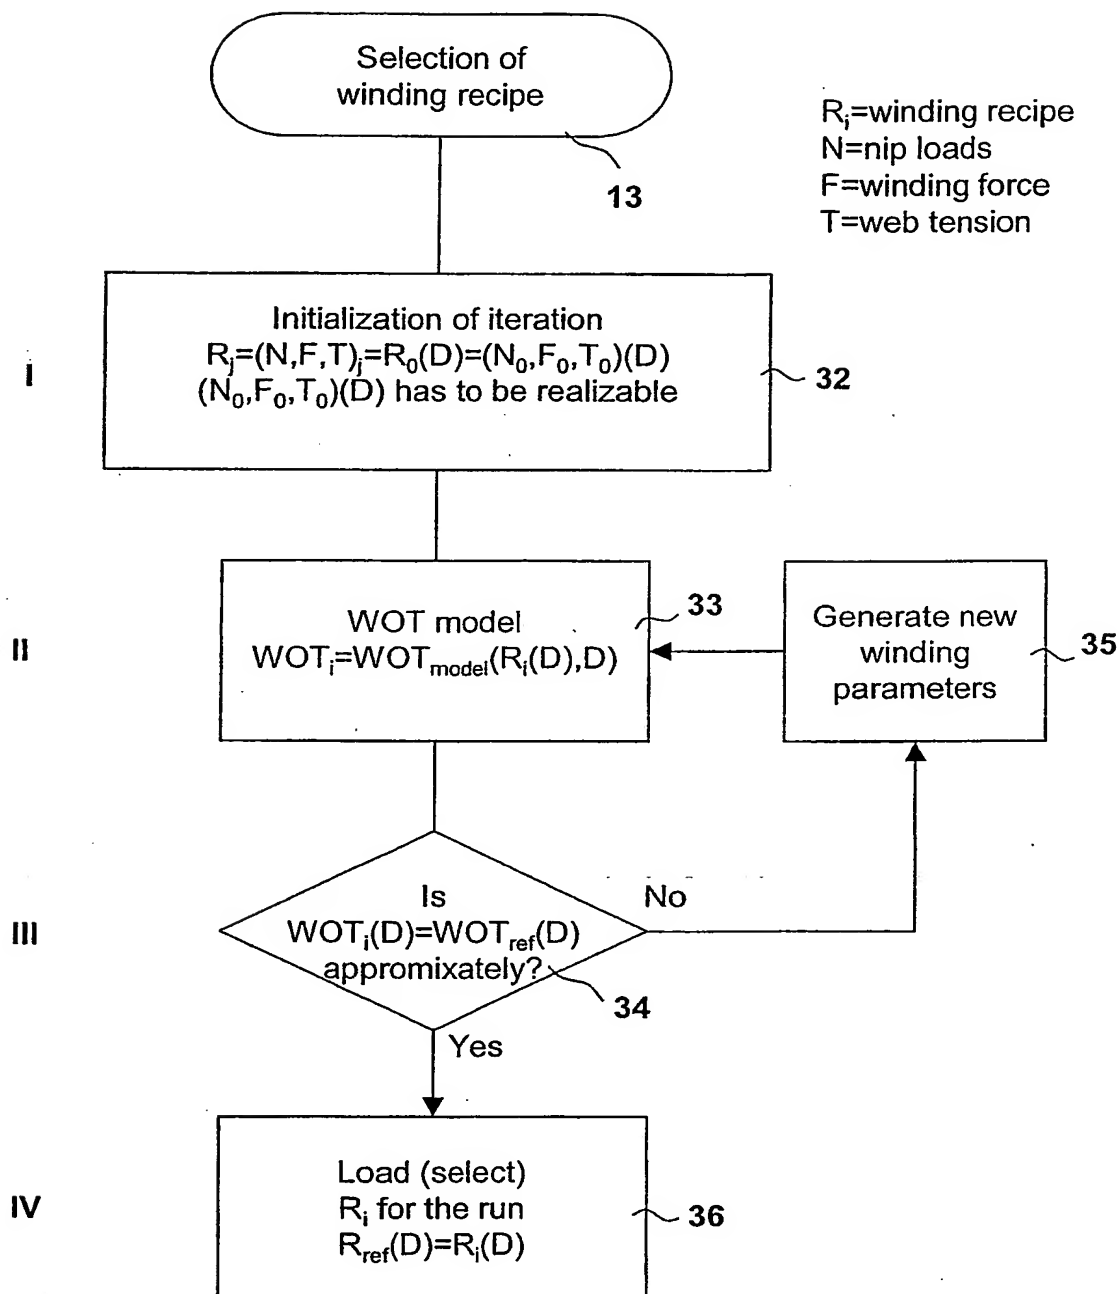 Selection of
winding recipe
13
Rᵢ=winding recipe
N=nip loads
F=winding force
T=web tension
I
Initialization of iteration
Rⱼ=(N,F,T)ⱼ=R₀(D)=(N₀,F₀,T₀)(D)
(N₀,F₀,T₀)(D) has to be realizable
32
II
WOT model
WOTᵢ=WOT_model(Rᵢ(D),D)
33
Generate new
winding
parameters
35
III
Is
WOTᵢ(D)=WOT_ref(D)
appromixately?
34
No
Yes
IV
Load (select)
Rᵢ for the run
R_ref(D)=Rᵢ(D)
36